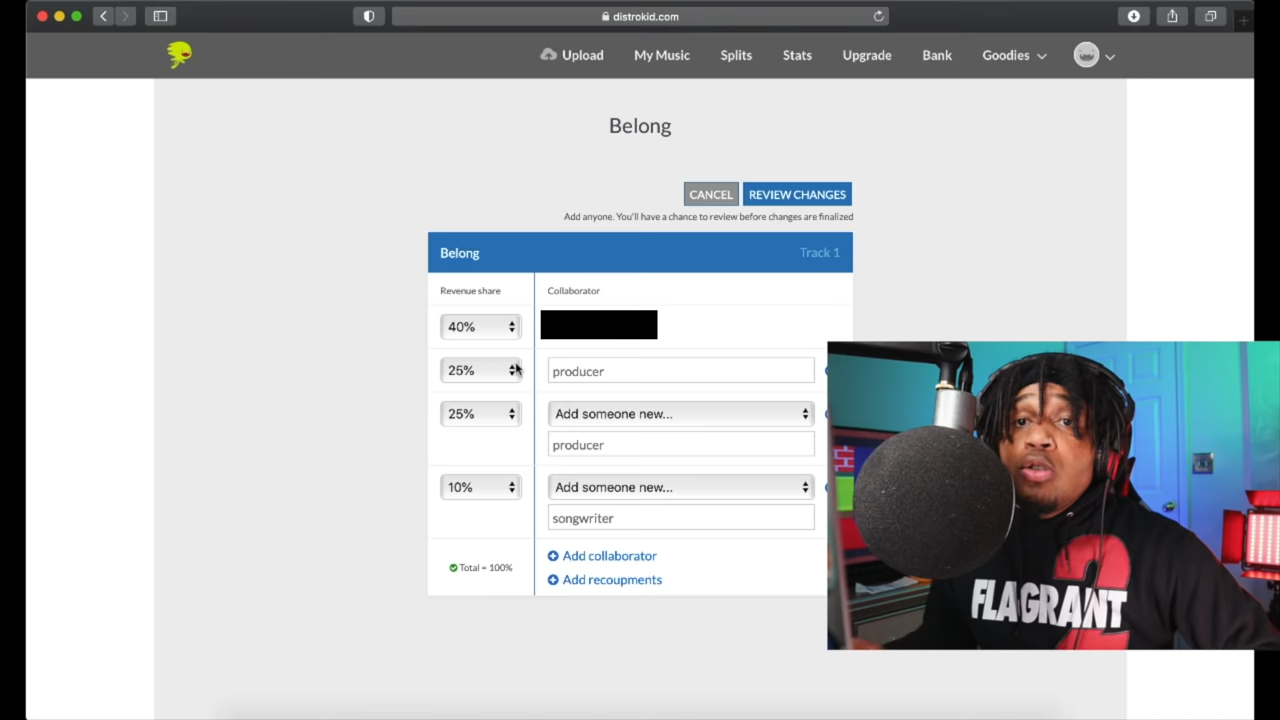 distrokid.com
Upload My Music Splits Stats Upgrade Bank Goodies
Belong
CANCEL REVIEW CHANGES
Add anyone. You'll have a chance to review before changes are finalized
Belong Track 1
Revenue share Collaborator
40%
25% producer
25% Add someone new...
producer
10% Add someone new...
songwriter
Add collaborator
Total = 100%
Add recoupments
FLAGRANT
2